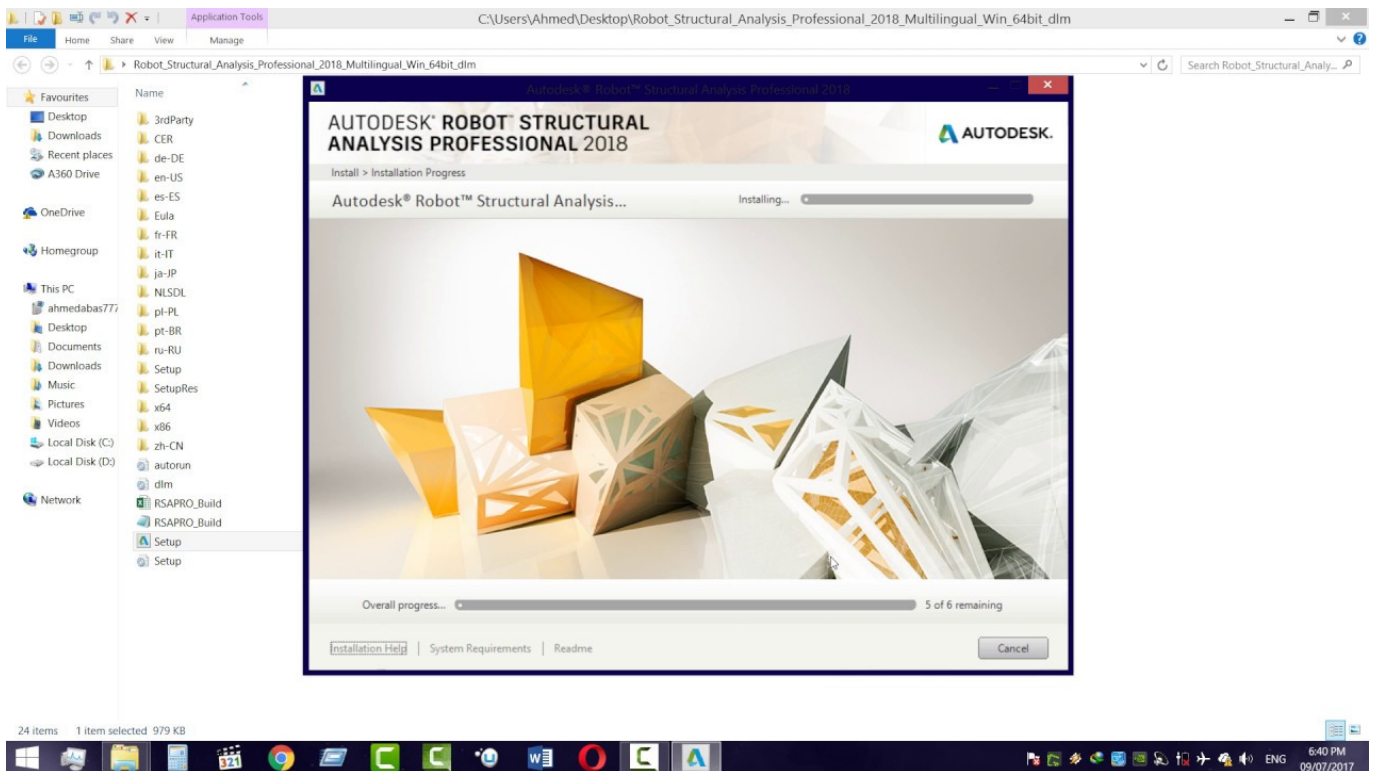 Application Tools
C:\Users\Ahmed\Desktop\Robot_Structural_Analysis_Professional_2018_Multilingual_Win_64bit_dlm
File Home Share View Manage
Robot_Structural_Analysis_Professional_2018_Multilingual_Win_64bit_dlm
Search Robot_Structural_Analy...
Favourites
Desktop
Downloads
Recent places
A360 Drive
OneDrive
Homegroup
This PC
ahmedabas777
Desktop
Documents
Downloads
Music
Pictures
Videos
Local Disk (C:)
Local Disk (D:)
Network
Name
3rdParty
CER
de-DE
en-US
es-ES
Eula
fr-FR
it-IT
ja-JP
NLSDL
pl-PL
pt-BR
ru-RU
Setup
SetupRes
x64
x86
zh-CN
autorun
dlm
RSAPRO_Build
RSAPRO_Build
Setup
Setup
Autodesk® Robot™ Structural Analysis Professional 2018
AUTODESK® ROBOT™ STRUCTURAL
ANALYSIS PROFESSIONAL 2018
AUTODESK.
Install > Installation Progress
Autodesk® Robot™ Structural Analysis...
Installing...
Overall progress...
5 of 6 remaining
Installation Help | System Requirements | Readme
Cancel
24 items 1 item selected 979 KB
321
ENG
6:40 PM
09/07/2017